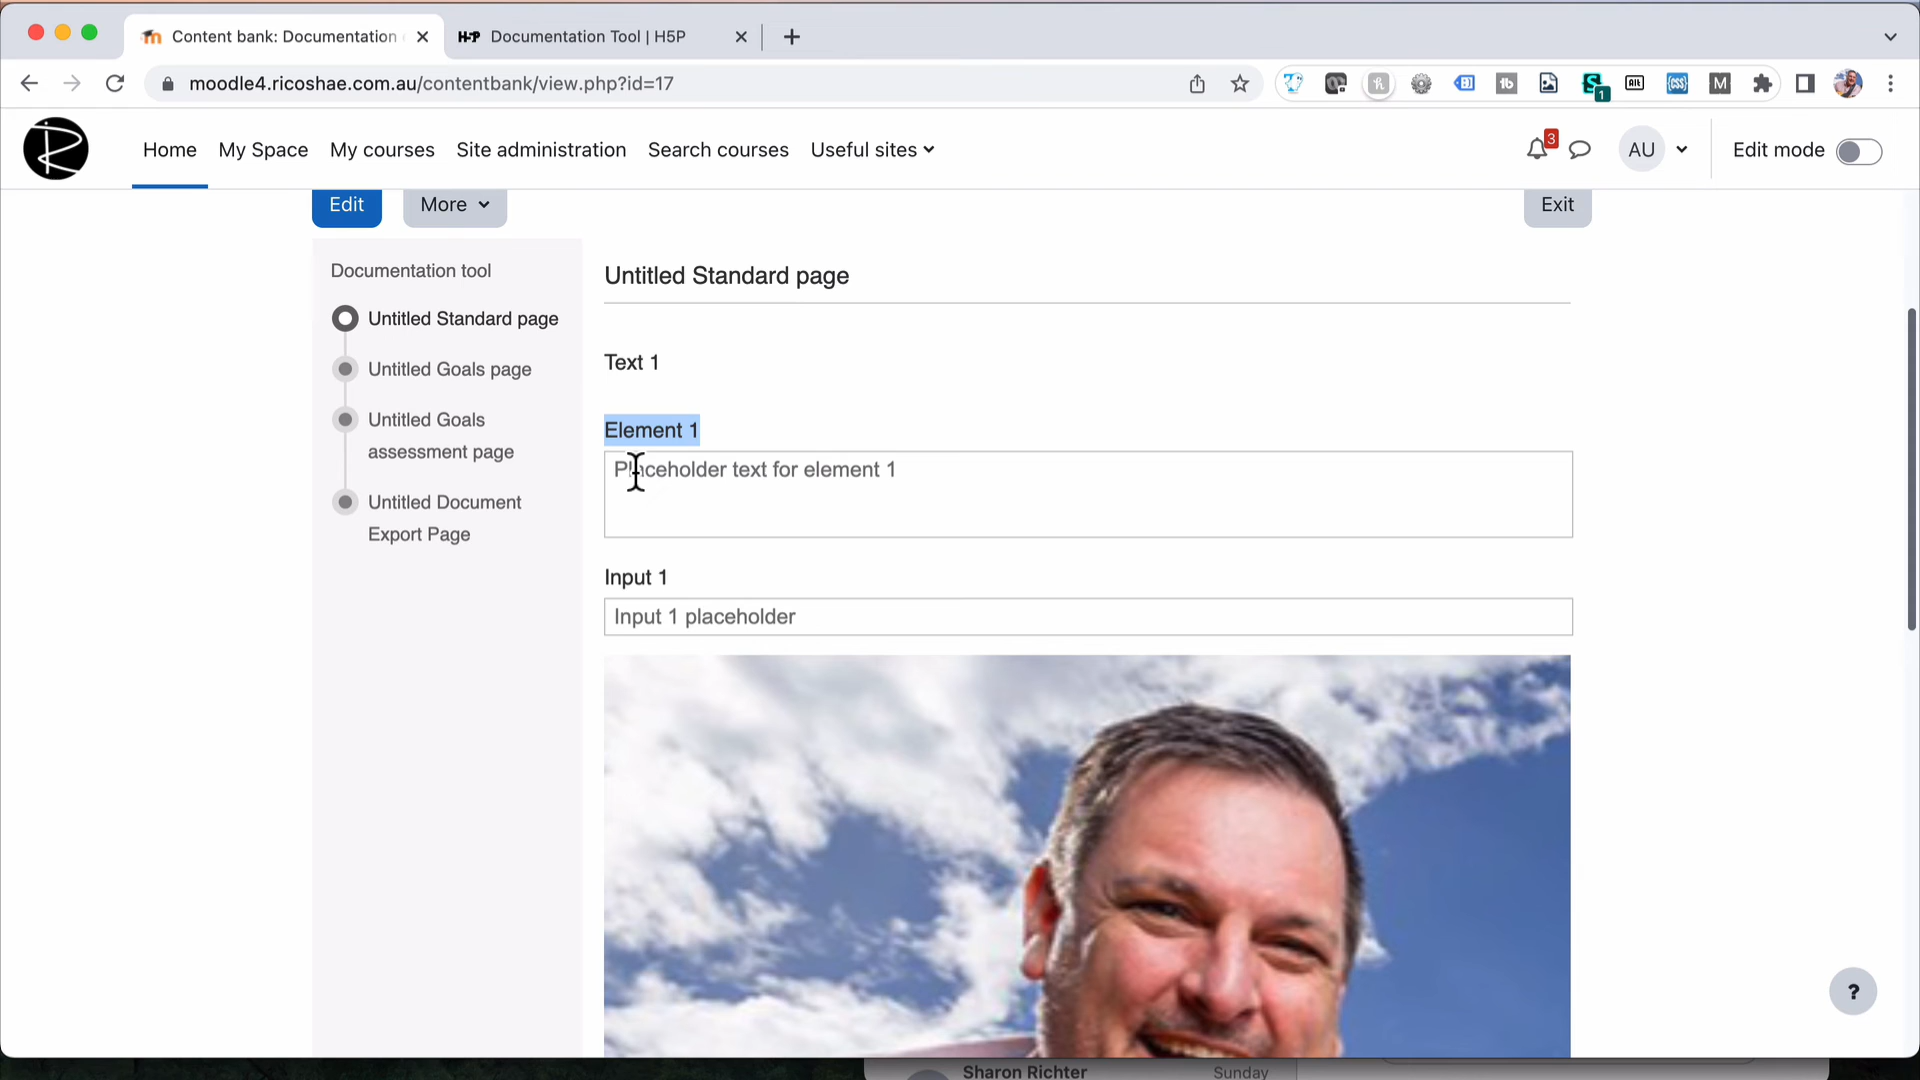 Content bank: Documentation
H5P Documentation Tool | H5P
moodle4.ricoshae.com.au/contentbank/view.php?id=17
1
Home My Space My courses Site administration Search courses Useful sites
3
AU
Edit mode
Edit More Exit
Documentation tool
Untitled Standard page
Untitled Goals page
Untitled Goals
assessment page
Untitled Document
Export Page
Untitled Standard page
Text 1
Element 1
Placeholder text for element 1
Input 1
Input 1 placeholder
?
Sharon Richter Sunday